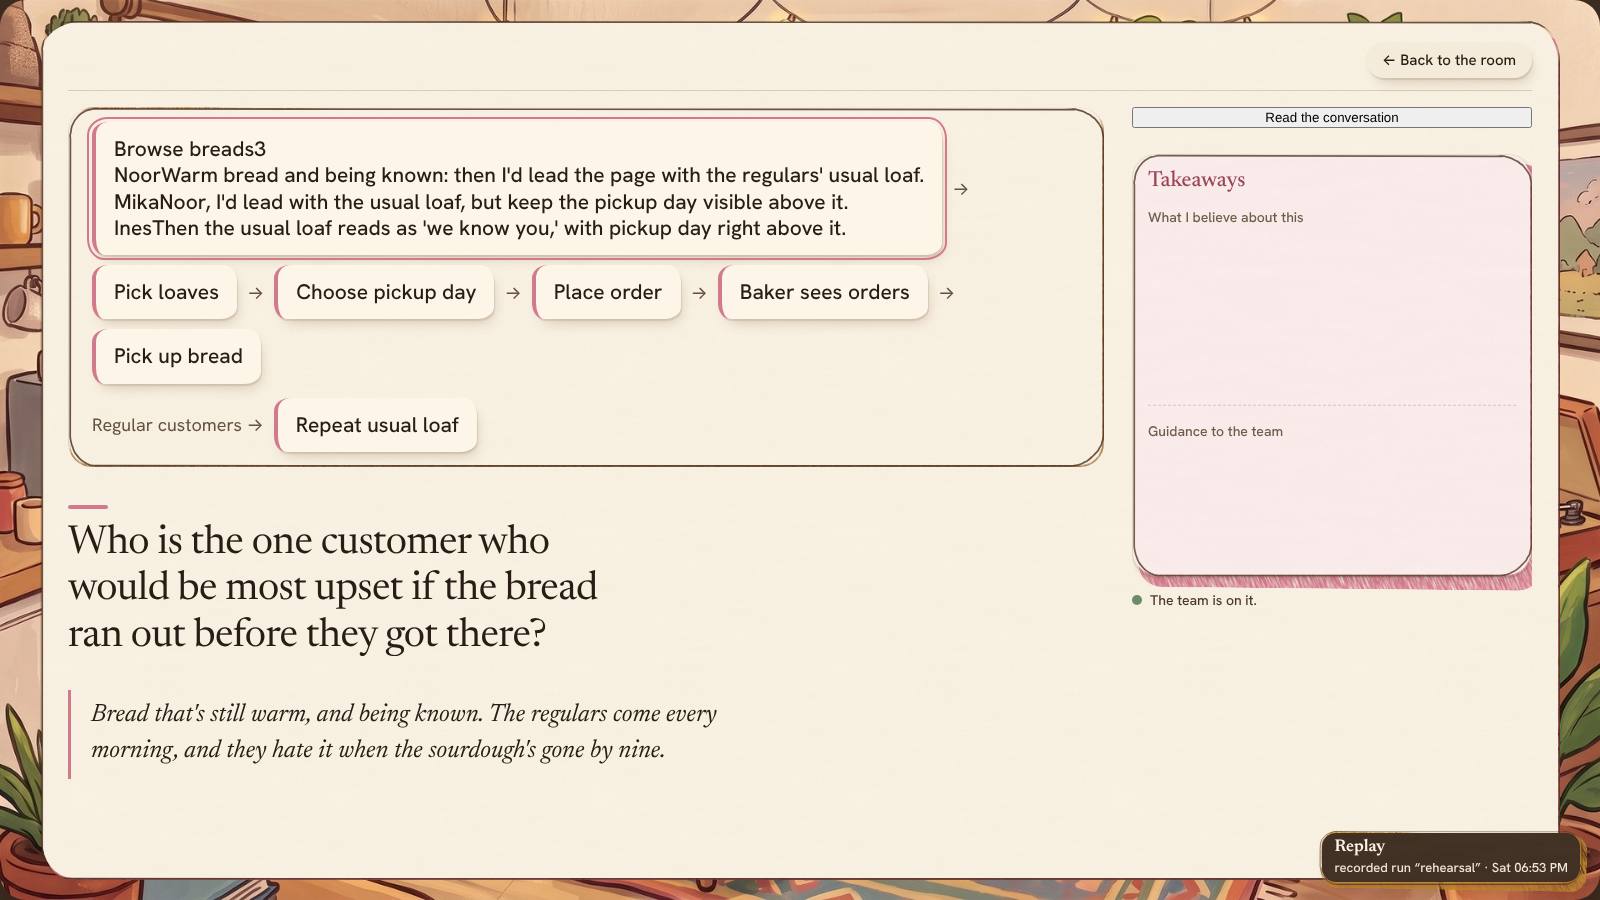 ← Back to the room
Browse breads3
NoorWarm bread and being known: then I'd lead the page with the regulars' usual loaf.
MikaNoor, I'd lead with the usual loaf, but keep the pickup day visible above it.
InesThen the usual loaf reads as 'we know you,' with pickup day right above it.
→
Pick loaves → Choose pickup day → Place order → Baker sees orders →
Pick up bread
Regular customers → Repeat usual loaf
Who is the one customer who
would be most upset if the bread
ran out before they got there?
Bread that's still warm, and being known. The regulars come every
morning, and they hate it when the sourdough's gone by nine.
Read the conversation
Takeaways
What I believe about this
Guidance to the team
The team is on it.
Replay
recorded run “rehearsal” · Sat 06:53 PM